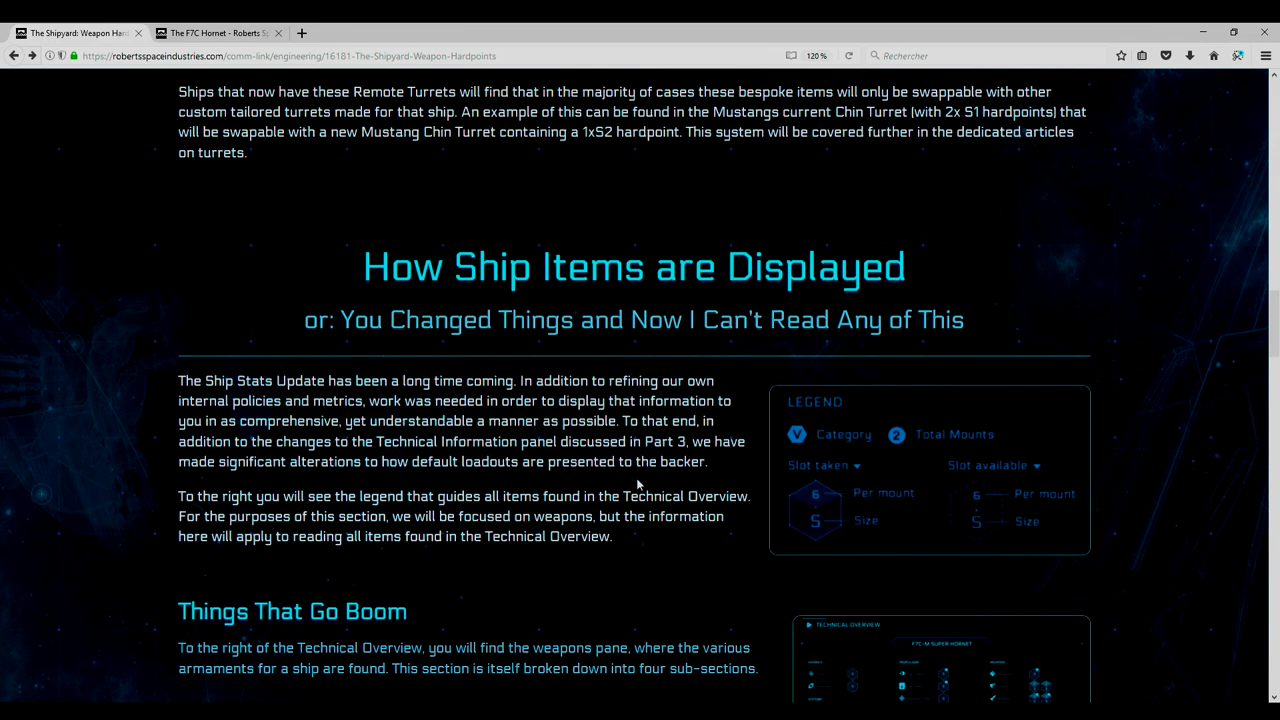 The Shipyard: Weapon Hard
The F7C Hornet - Roberts Sp
https://robertsspaceindustries.com/comm-link/engineering/16181-The-Shipyard-Weapon-Hardpoints
120 %
Rechercher
Ships that now have these Remote Turrets will find that in the majority of cases these bespoke items will only be swappable with other
custom tailored turrets made for that ship. An example of this can be found in the Mustangs current Chin Turret (with 2x S1 hardpoints) that
will be swapable with a new Mustang Chin Turret containing a 1xS2 hardpoint. This system will be covered further in the dedicated articles
on turrets.
How Ship Items are Displayed
or: You Changed Things and Now I Can't Read Any of This
The Ship Stats Update has been a long time coming. In addition to refining our own
internal policies and metrics, work was needed in order to display that information to
you in as comprehensive, yet understandable a manner as possible. To that end, in
addition to the changes to the Technical Information panel discussed in Part 3, we have
made significant alterations to how default loadouts are presented to the backer.
To the right you will see the legend that guides all items found in the Technical Overview.
For the purposes of this section, we will be focused on weapons, but the information
here will apply to reading all items found in the Technical Overview.
LEGEND
V Category 2 Total Mounts
Slot taken Slot available
6 Per mount 6 Per mount
S Size S Size
Things That Go Boom
To the right of the Technical Overview, you will find the weapons pane, where the various
armaments for a ship are found. This section is itself broken down into four sub-sections.
TECHNICAL OVERVIEW
F7C-M SUPER HORNET